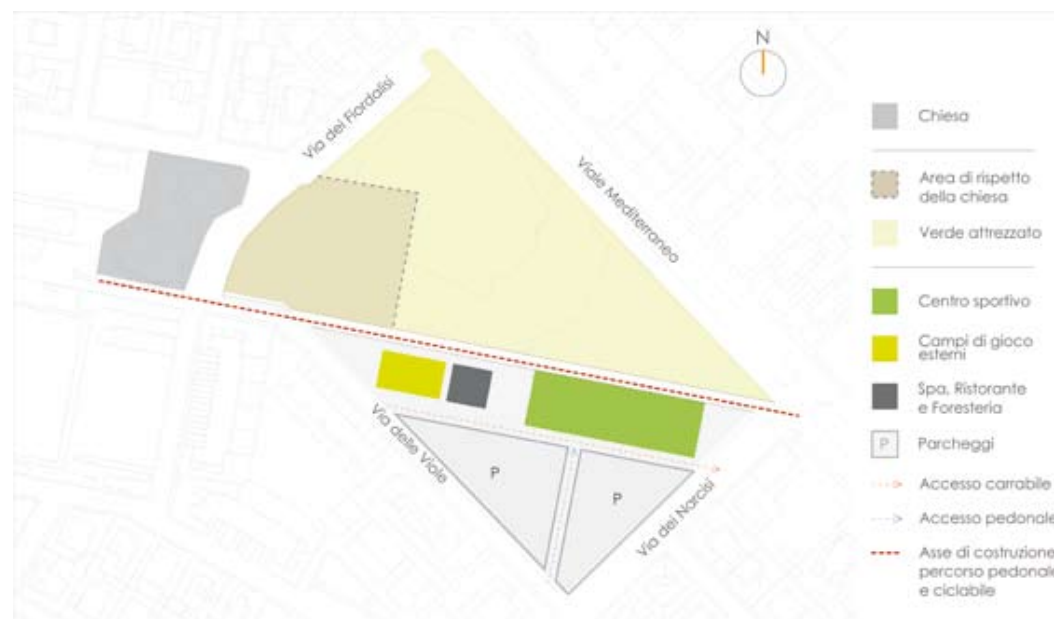 N
Via dei Fiordalisi
Viale Mediterraneo
Via delle Viole
P
P
Via dei Narcisi
Chiesa
Area di rispetto
della chiesa
Verde attrezzato
Centro sportivo
Campi di gioco
esterni
Spa, Ristorante
e Foresteria
P Parcheggi
Accesso carrabile
Accesso pedonale
Asse di costruzione
percorso pedonale
e ciclabile